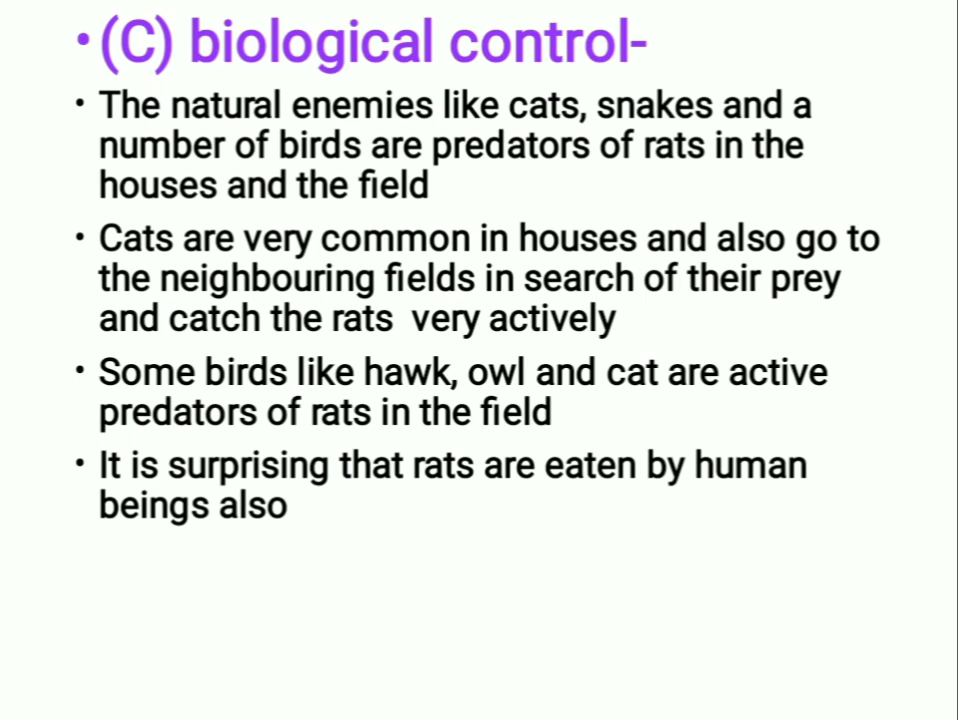 • (C) biological control-
• The natural enemies like cats, snakes and a
number of birds are predators of rats in the
houses and the field
• Cats are very common in houses and also go to
the neighbouring fields in search of their prey
and catch the rats  very actively
• Some birds like hawk, owl and cat are active
predators of rats in the field
• It is surprising that rats are eaten by human
beings also